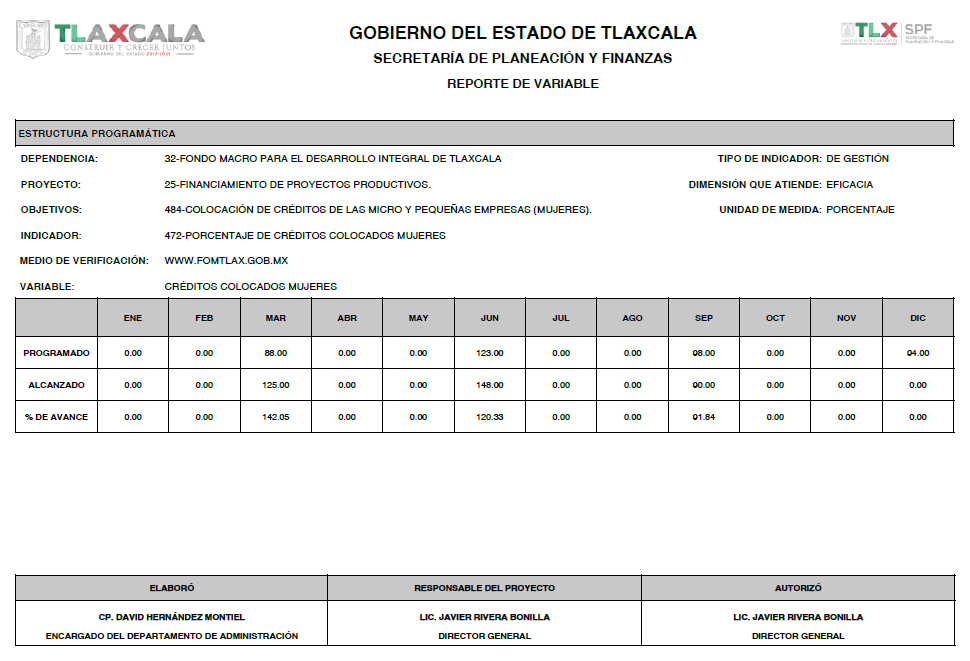 TLAXCALA
CONSTRUIR Y CRECER JUNTOS
GOBIERNO DEL ESTADO 2017-2021
GOBIERNO DEL ESTADO DE TLAXCALA
SECRETARÍA DE PLANEACIÓN Y FINANZAS
REPORTE DE VARIABLE
TLX
SPF
SECRETARÍA DE
PLANEACIÓN Y FINANZAS
ESTRUCTURA PROGRAMÁTICA
DEPENDENCIA: 32-FONDO MACRO PARA EL DESARROLLO INTEGRAL DE TLAXCALA TIPO DE INDICADOR: DE GESTIÓN
PROYECTO: 25-FINANCIAMIENTO DE PROYECTOS PRODUCTIVOS. DIMENSIÓN QUE ATIENDE: EFICACIA
OBJETIVOS: 484-COLOCACIÓN DE CRÉDITOS DE LAS MICRO Y PEQUEÑAS EMPRESAS (MUJERES). UNIDAD DE MEDIDA: PORCENTAJE
INDICADOR: 472-PORCENTAJE DE CRÉDITOS COLOCADOS MUJERES
MEDIO DE VERIFICACIÓN: WWW.FOMTLAX.GOB.MX
VARIABLE: CRÉDITOS COLOCADOS MUJERES
ENE FEB MAR ABR MAY JUN JUL AGO SEP OCT NOV DIC
PROGRAMADO 0.00 0.00 88.00 0.00 0.00 123.00 0.00 0.00 98.00 0.00 0.00 94.00
ALCANZADO 0.00 0.00 125.00 0.00 0.00 148.00 0.00 0.00 90.00 0.00 0.00 0.00
% DE AVANCE 0.00 0.00 142.05 0.00 0.00 120.33 0.00 0.00 91.84 0.00 0.00 0.00
ELABORÓ RESPONSABLE DEL PROYECTO AUTORIZÓ
CP. DAVID HERNÁNDEZ MONTIEL LIC. JAVIER RIVERA BONILLA LIC. JAVIER RIVERA BONILLA
ENCARGADO DEL DEPARTAMENTO DE ADMINISTRACIÓN DIRECTOR GENERAL DIRECTOR GENERAL